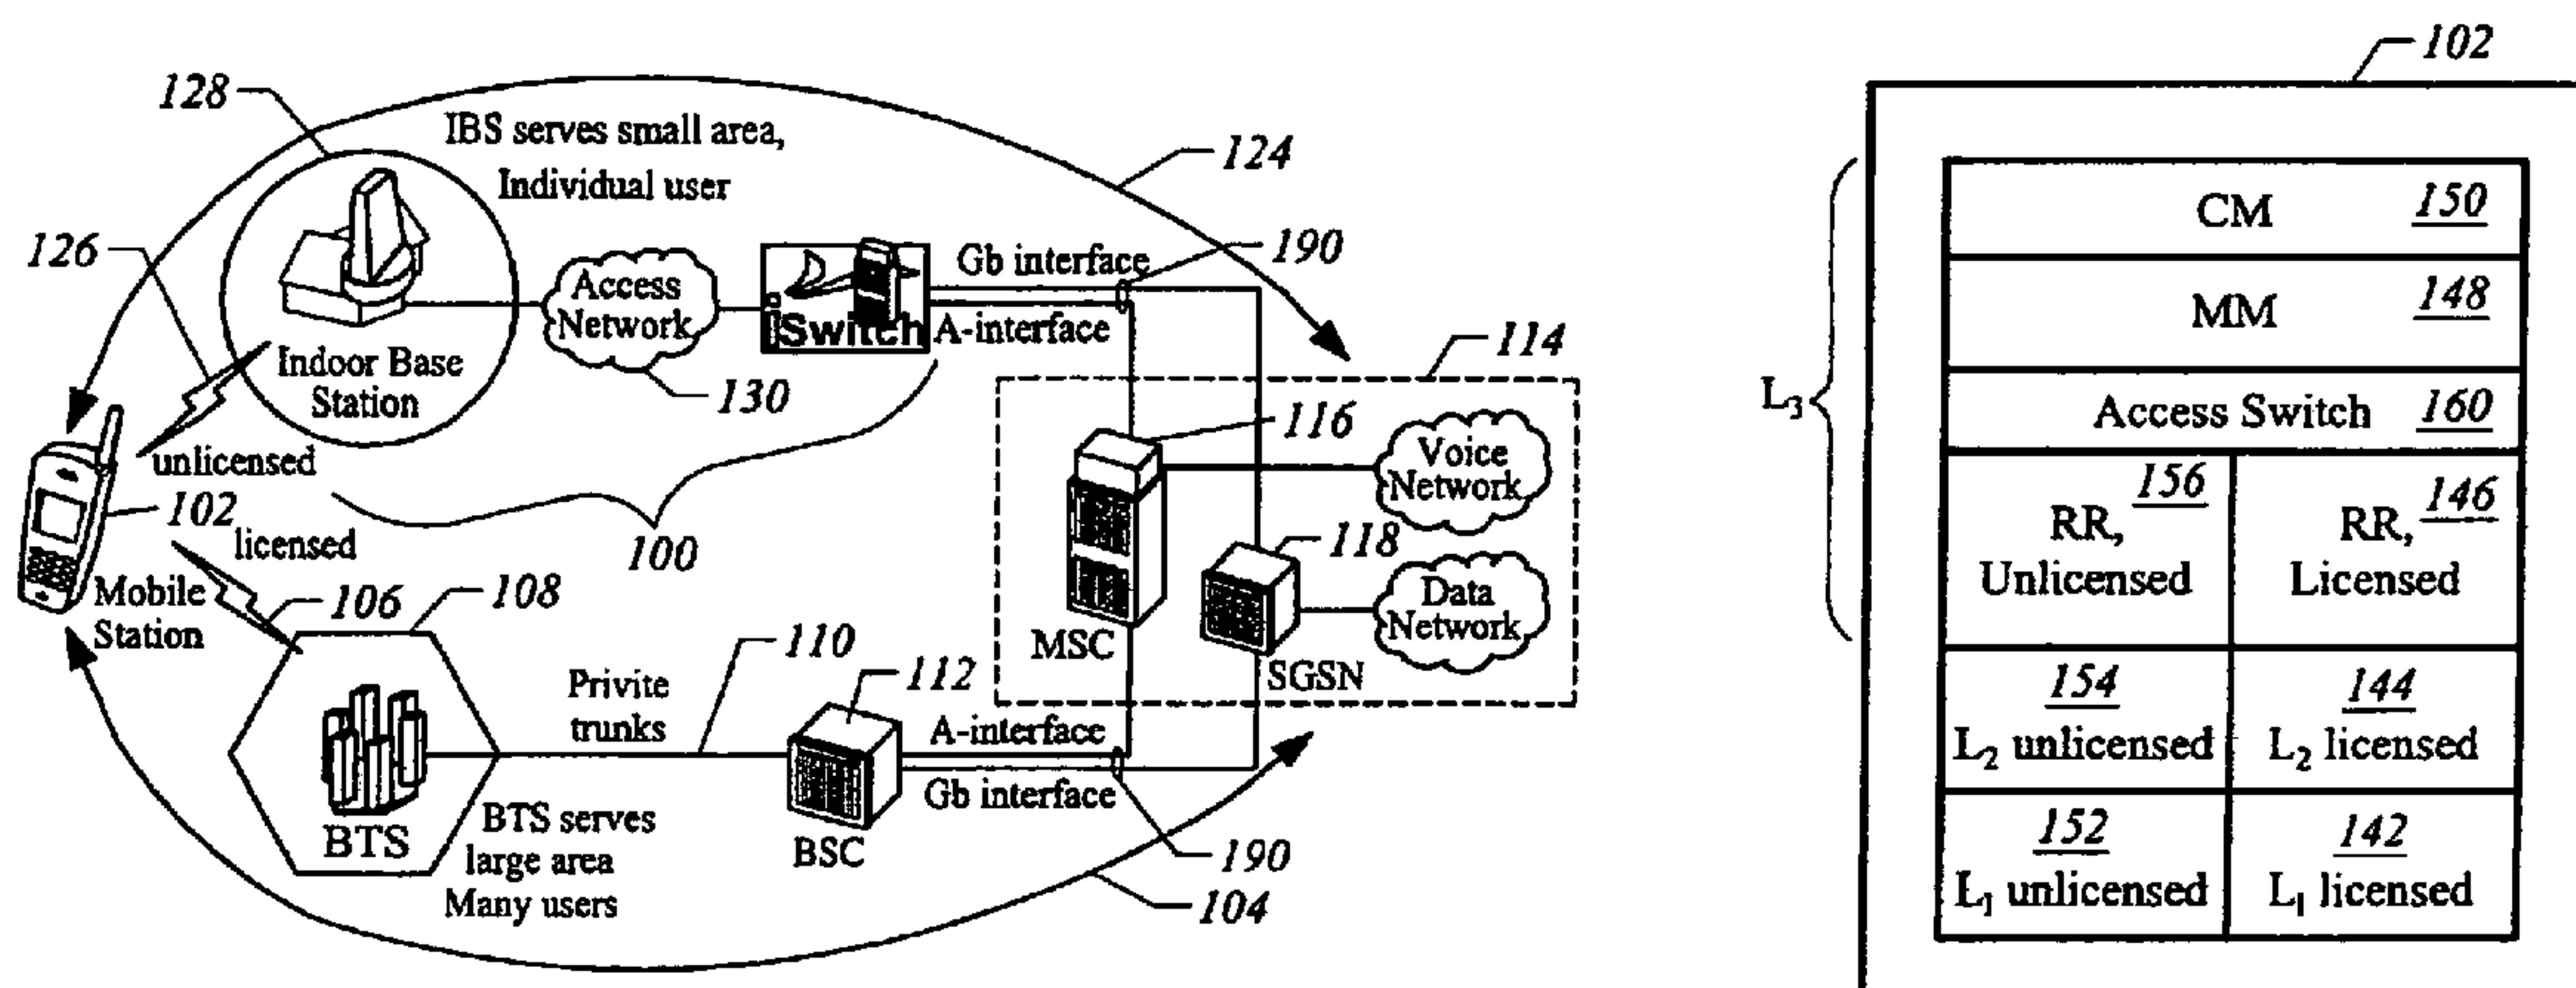 128
IBS serves small area,
Individual user
124
126
Access
Network
iSwitch
Gb interface
A-interface
190
Indoor Base
Station
130
114
unlicensed
102
licensed
100
116
Voice
Network
118
Data
Network
Mobile
Station
106
108
MSC
SGSN
Privite
trunks
110
112
A-interface
Gb interface
BTS
BTS serves
large area
Many users
BSC
190
104
102
L3
CM 150
MM 148
Access Switch 160
156
RR,
Unlicensed
146
RR,
Licensed
154
L2 unlicensed
144
L2 licensed
152
L1 unlicensed
142
L1 licensed